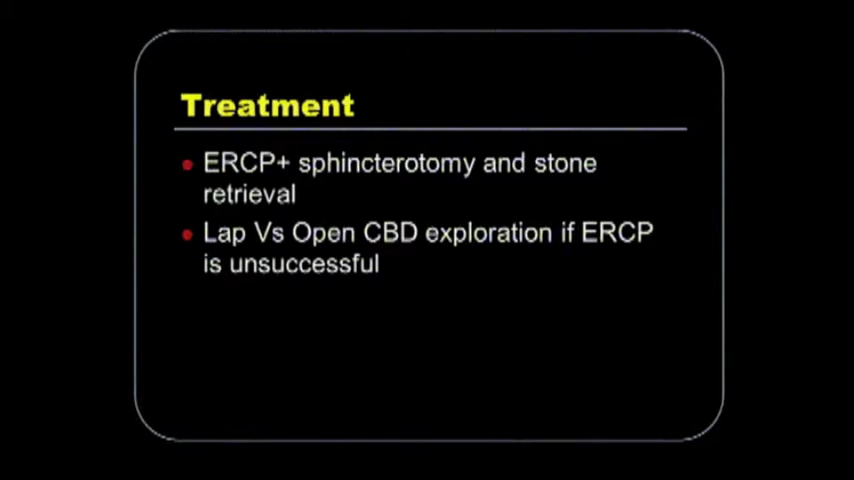 Treatment
ERCP+ sphincterotomy and stone
retrieval
Lap Vs Open CBD exploration if ERCP
is unsuccessful